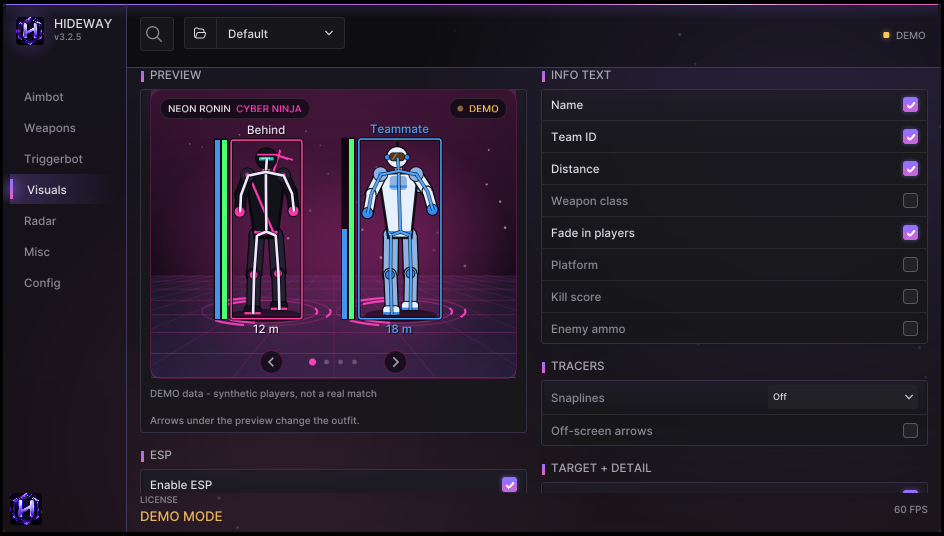 HIDEWAY
v3.2.5
Default
DEMO
Aimbot
Weapons
Triggerbot
Visuals
Radar
Misc
Config
PREVIEW
NEON RONIN CYBER NINJA
DEMO
Behind
Teammate
12 m
18 m
DEMO data - synthetic players, not a real match
Arrows under the preview change the outfit.
ESP
Enable ESP
INFO TEXT
Name
Team ID
Distance
Weapon class
Fade in players
Platform
Kill score
Enemy ammo
TRACERS
Snaplines
Off
Off-screen arrows
TARGET + DETAIL
LICENSE
DEMO MODE
60 FPS